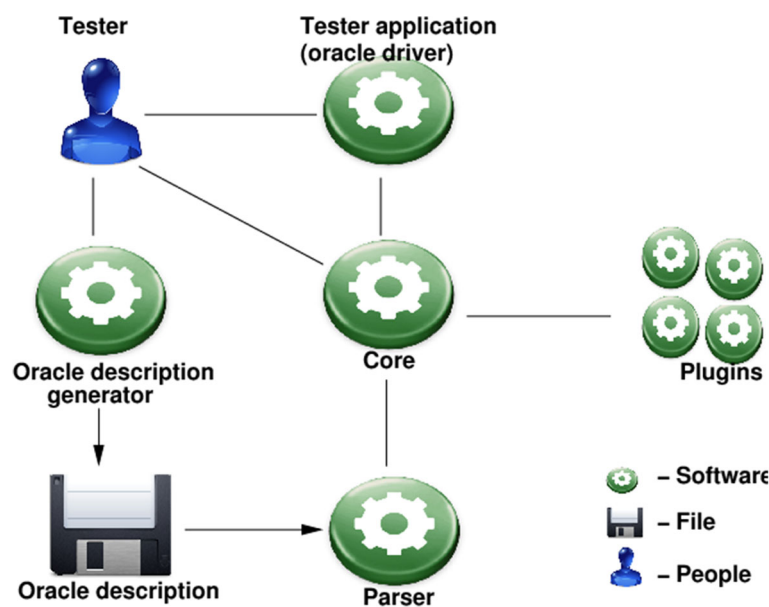 Tester
Tester application
(oracle driver)
Oracle description
generator
Core
Plugins
Oracle description
Parser
– Software
– File
– People